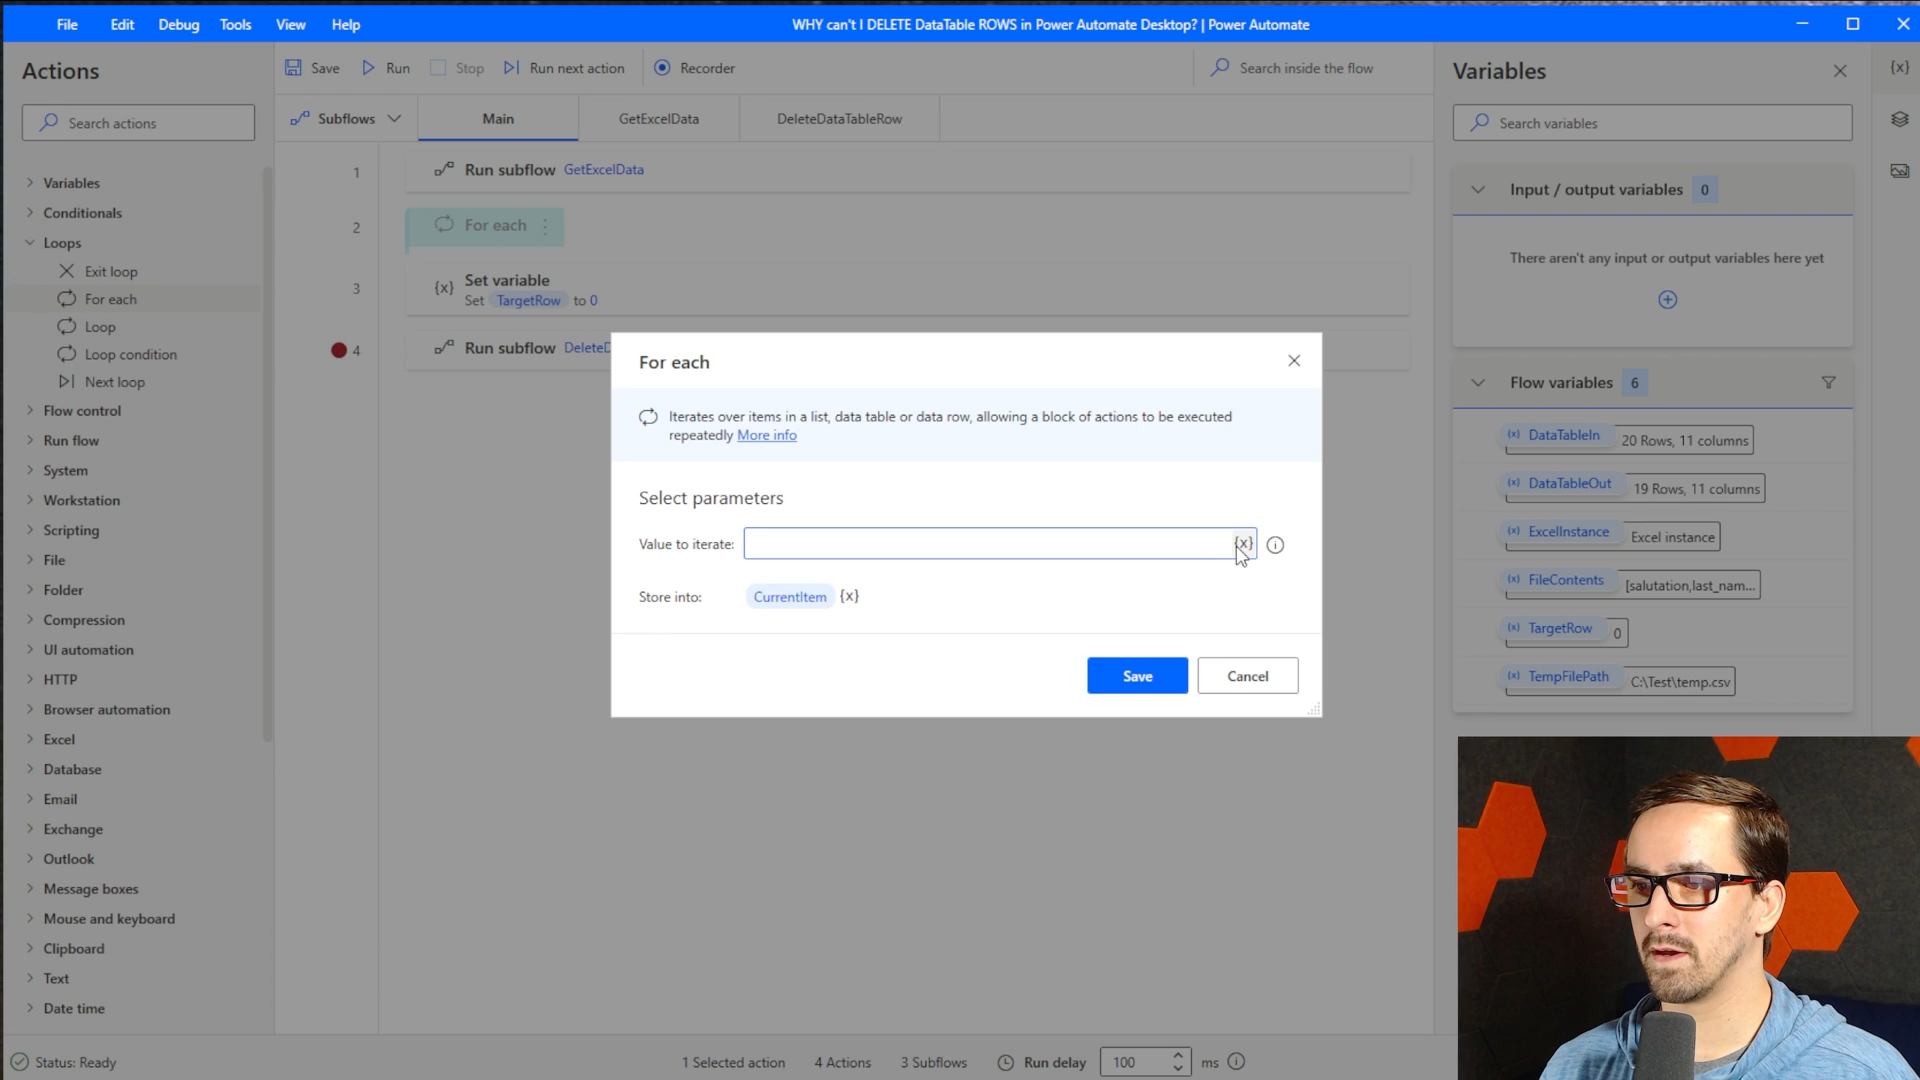 File Edit Debug Tools View Help WHY can't I DELETE DataTable ROWS in Power Automate Desktop? | Power Automate
Actions
Search actions
Variables
Conditionals
Loops
Exit loop
For each
Loop
Loop condition
Next loop
Flow control
Run flow
System
Workstation
Scripting
File
Folder
Compression
UI automation
HTTP
Browser automation
Excel
Database
Email
Exchange
Outlook
Message boxes
Mouse and keyboard
Clipboard
Text
Date time
Save Run Stop Run next action Recorder Search inside the flow
Subflows Main GetExcelData DeleteDataTableRow
1 Run subflow GetExcelData
2 For each
3 {x} Set variable
Set TargetRow to 0
4 Run subflow DeleteD
For each
Iterates over items in a list, data table or data row, allowing a block of actions to be executed
repeatedly More info
Select parameters
Value to iterate: {x}
Store into: CurrentItem {x}
Save Cancel
Variables {x}
Search variables
Input / output variables 0
There aren't any input or output variables here yet
Flow variables 6
(x) DataTableIn 20 Rows, 11 columns
(x) DataTableOut 19 Rows, 11 columns
(x) ExcelInstance Excel instance
(x) FileContents [salutation,last_nam...
(x) TargetRow 0
(x) TempFilePath C:\Test\temp.csv
Status: Ready 1 Selected action 4 Actions 3 Subflows Run delay 100 ms